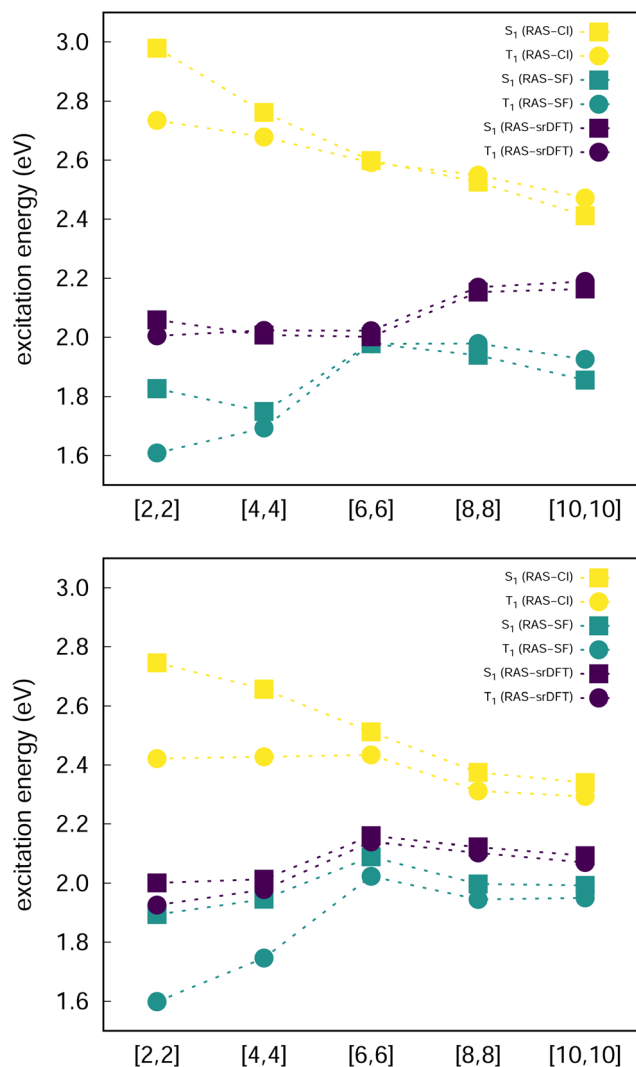 3.0
2.8
2.6
2.4
2.2
2.0
1.8
1.6
excitation energy (eV)
S₁ (RAS–CI)
T₁ (RAS–CI)
S₁ (RAS–SF)
T₁ (RAS–SF)
S₁ (RAS–srDFT)
T₁ (RAS–srDFT)
[2,2] [4,4] [6,6] [8,8] [10,10]
3.0
2.8
2.6
2.4
2.2
2.0
1.8
1.6
excitation energy (eV)
S₁ (RAS–CI)
T₁ (RAS–CI)
S₁ (RAS–SF)
T₁ (RAS–SF)
S₁ (RAS–srDFT)
T₁ (RAS–srDFT)
[2,2] [4,4] [6,6] [8,8] [10,10]